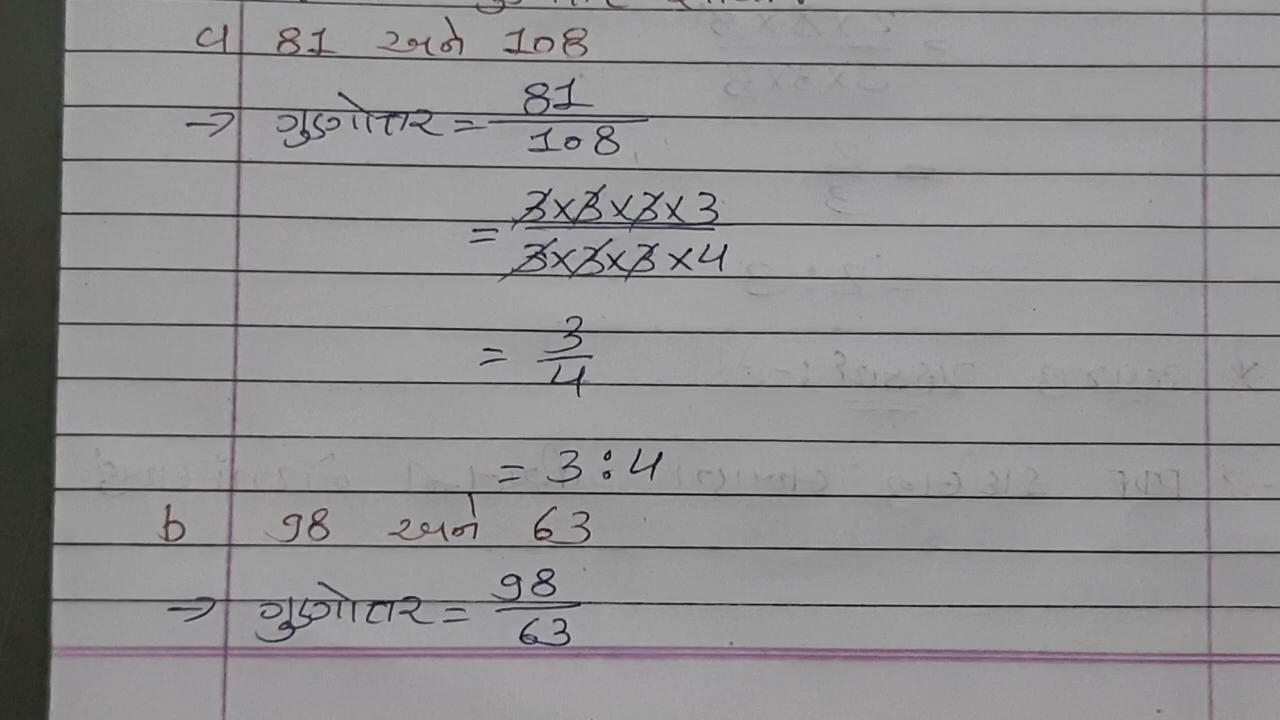 a 81 અને 108
→ ગુણોત્તર = 81/108
= 3×3×3×3/3×3×3×4
= 3/4
= 3:4
b 98 અને 63
→ ગુણોત્તર = 98/63